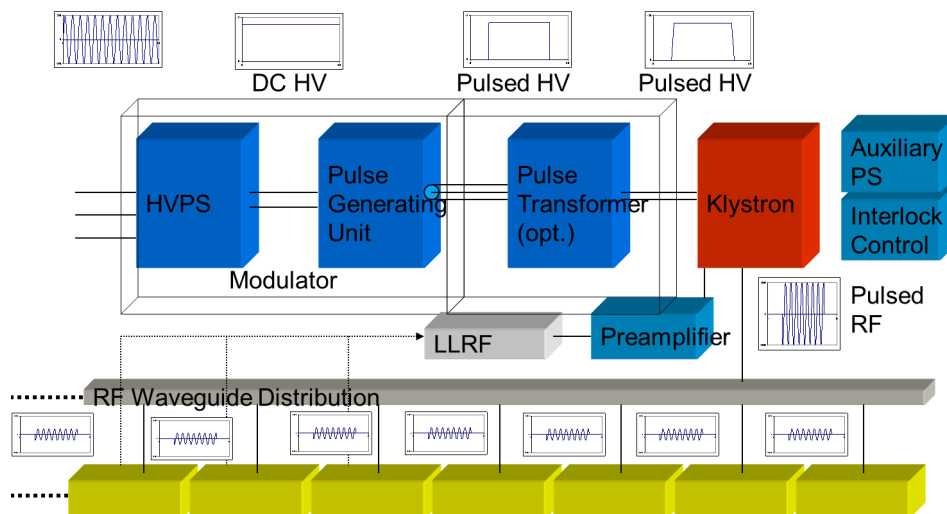 DC HV
Pulsed HV
Pulsed HV
HVPS
Pulse
Generating
Unit
Pulse
Transformer
(opt.)
Klystron
Auxiliary
PS
Interlock
Control
Modulator
Pulsed
RF
LLRF
Preamplifier
RF Waveguide Distribution